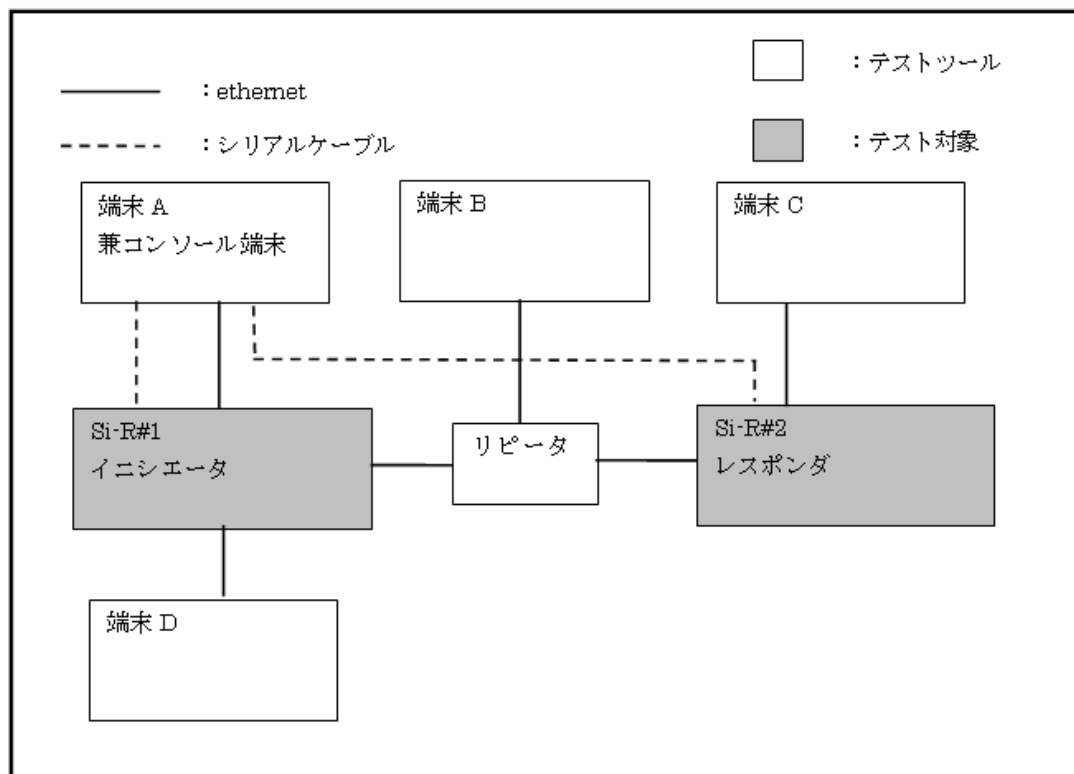 ：ethernet
：シリアルケーブル
：テストツール
：テスト対象
端末 A
兼コンソール端末
端末 B
端末 C
Si-R#1
イニシエータ
リピータ
Si-R#2
レスポンダ
端末 D